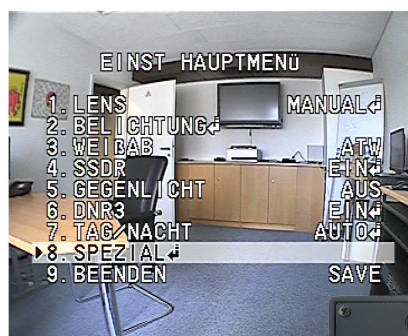 EINST HAUPTMENü
1. LENS MANUAL↲
2. BELICHTUNG↲
3. WEIßAB ATW
4. SSDR EIN↲
5. GEGENLICHT AUS
6. DNR3 EIN↲
7. TAG/NACHT AUTO↲
8. SPEZIAL↲
9. BEENDEN SAVE